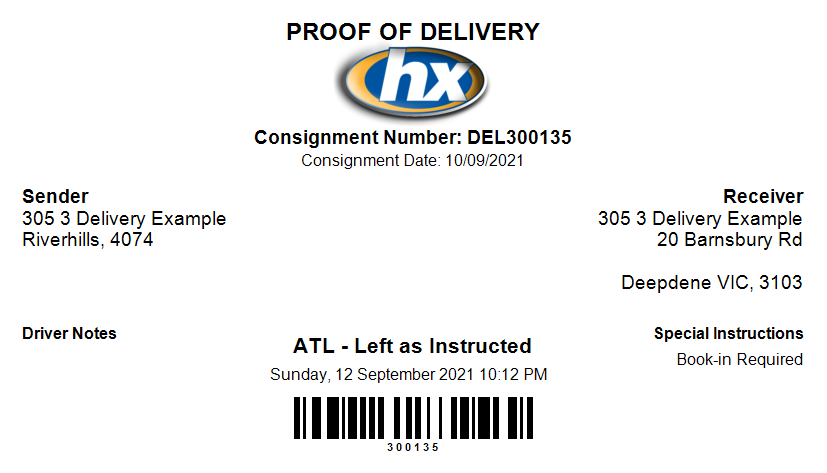 PROOF OF DELIVERY
hx
Consignment Number: DEL300135
Consignment Date: 10/09/2021
Sender
305 3 Delivery Example
Riverhills, 4074
Receiver
305 3 Delivery Example
20 Barnsbury Rd
Deepdene VIC, 3103
Driver Notes
ATL - Left as Instructed
Sunday, 12 September 2021 10:12 PM
Special Instructions
Book-in Required
300135